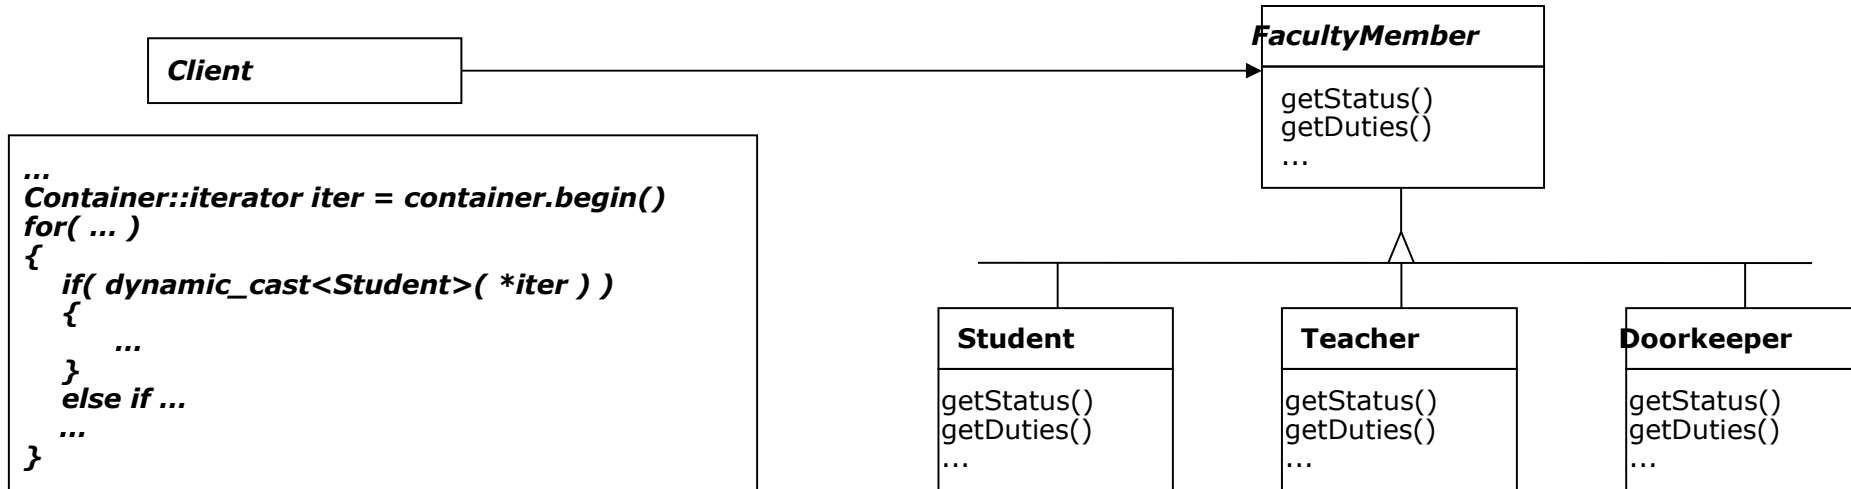 Client
FacultyMember
getStatus()
getDuties()
...
...
Container::iterator iter = container.begin()
for( ... )
{
if( dynamic_cast<Student>( *iter ) )
{
...
}
else if ...
...
}
Student
getStatus()
getDuties()
...
Teacher
getStatus()
getDuties()
...
Doorkeeper
getStatus()
getDuties()
...